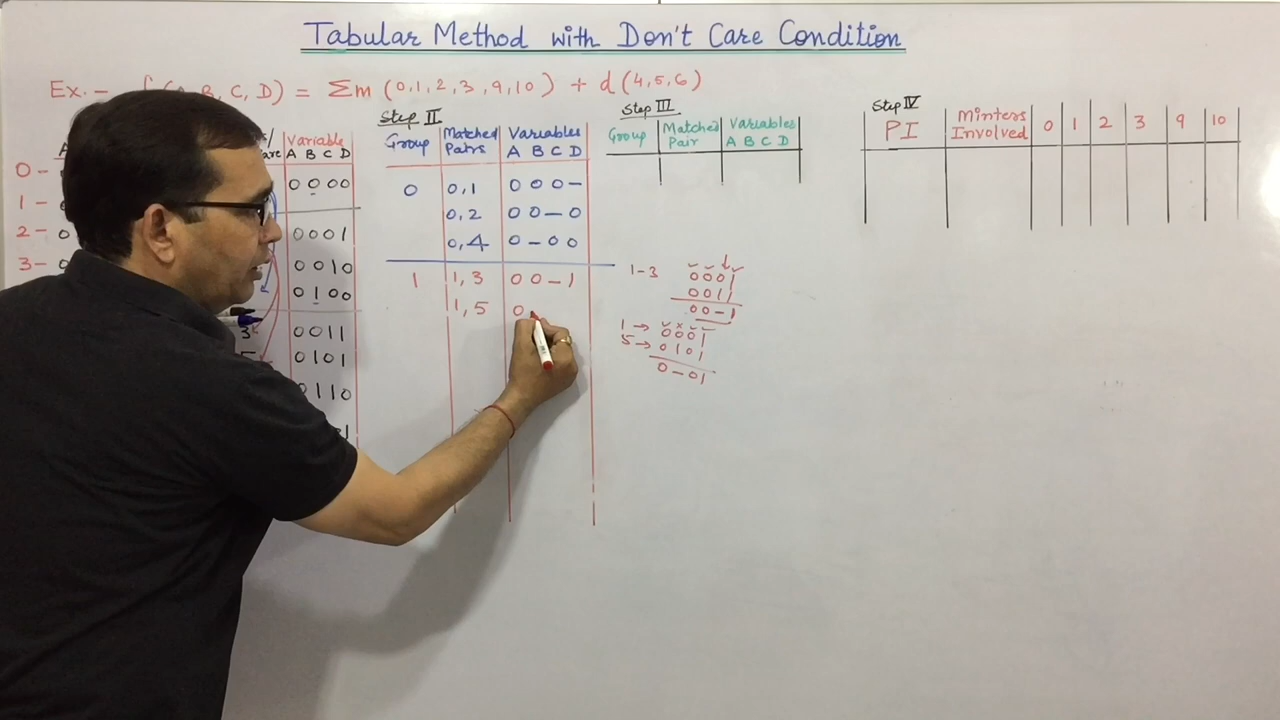 Tabular Method with Don't Care Condition
Ex. - f (A, B, C, D) = Σm (0,1,2,3,9,10) + d (4,5,6)
0 -
1 -
2 - 0
3 -
Variable
A B C D
0 0 0 0
0 0 0 1
0 0 1 0
0 1 0 0
3 0 0 1 1
0 1 0 1
0 1 1 0
Step II
Group Matched Pairs Variables
A B C D
0 0,1 0 0 0 -
0,2 0 0 - 0
0,4 0 - 0 0
1 1,3 0 0 - 1
1,5 0
Step III
Group Matched Pair Variables
A B C D
1-3 0 0 0 1
0 0 1 1
0 0 - 1
1 → 0 0 0 1
5 → 0 1 0 1
0 - 0 1
Step IV
PI Minters Involved 0 1 2 3 9 10